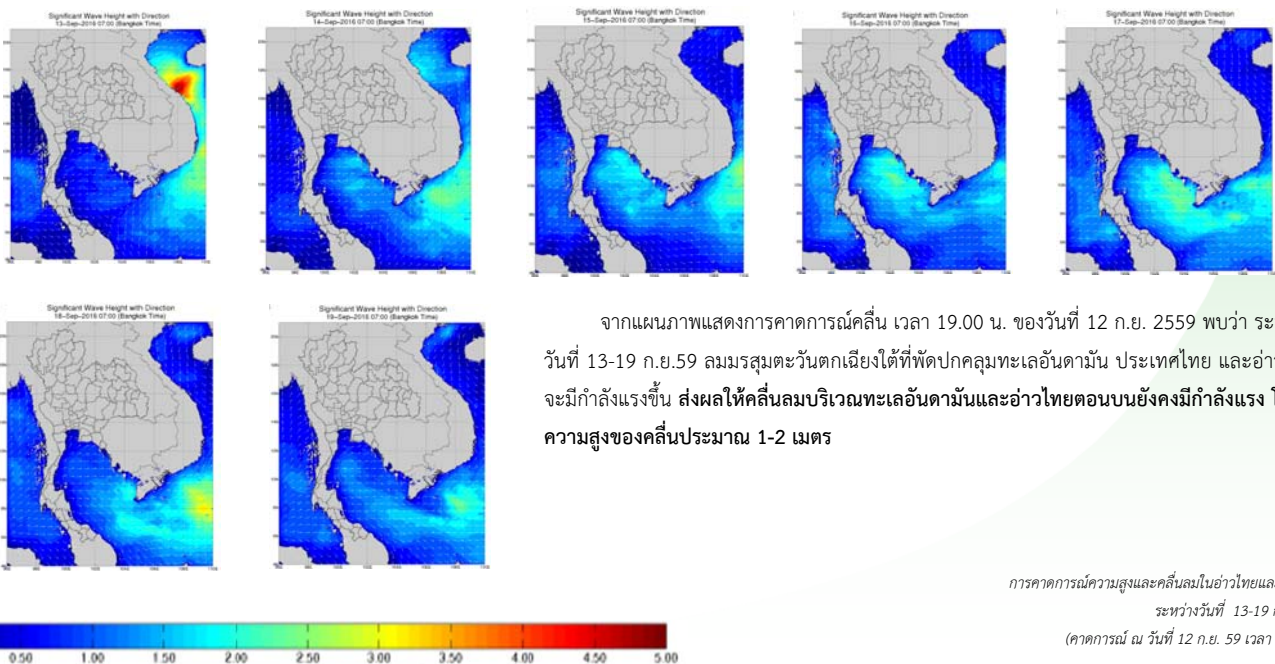 Significant Wave Height with Direction
13-Sep-2016 07:00 (Bangkok Time)
Significant Wave Height with Direction
14-Sep-2016 07:00 (Bangkok Time)
Significant Wave Height with Direction
15-Sep-2016 07:00 (Bangkok Time)
Significant Wave Height with Direction
16-Sep-2016 07:00 (Bangkok Time)
Significant Wave Height with Direction
17-Sep-2016 07:00 (Bangkok Time)
Significant Wave Height with Direction
18-Sep-2016 07:00 (Bangkok Time)
Significant Wave Height with Direction
19-Sep-2016 07:00 (Bangkok Time)
จากแผนภาพแสดงการคาดการณ์คลื่น เวลา 19.00 น. ของวันที่ 12 ก.ย. 2559 พบว่า
วันที่ 13-19 ก.ย.59 ลมมรสุมตะวันตกเฉียงใต้ที่พัดปกคลุมทะเลอันดามัน ประเทศไทย และ
จะมีกำลังแรงขึ้น ส่งผลให้คลื่นลมบริเวณทะเลอันดามันและอ่าวไทยตอนบนยังคงมีกำลังแรง
ความสูงของคลื่นประมาณ 1-2 เมตร
การคาดการณ์ความสูงและคลื่นลมในอ่าวไทยและ
ระหว่างวันที่ 13-19
(คาดการณ์ ณ วันที่ 12 ก.ย. 59 เวลา
0.50 1.00 1.50 2.00 2.50 3.00 3.50 4.00 4.50 5.00